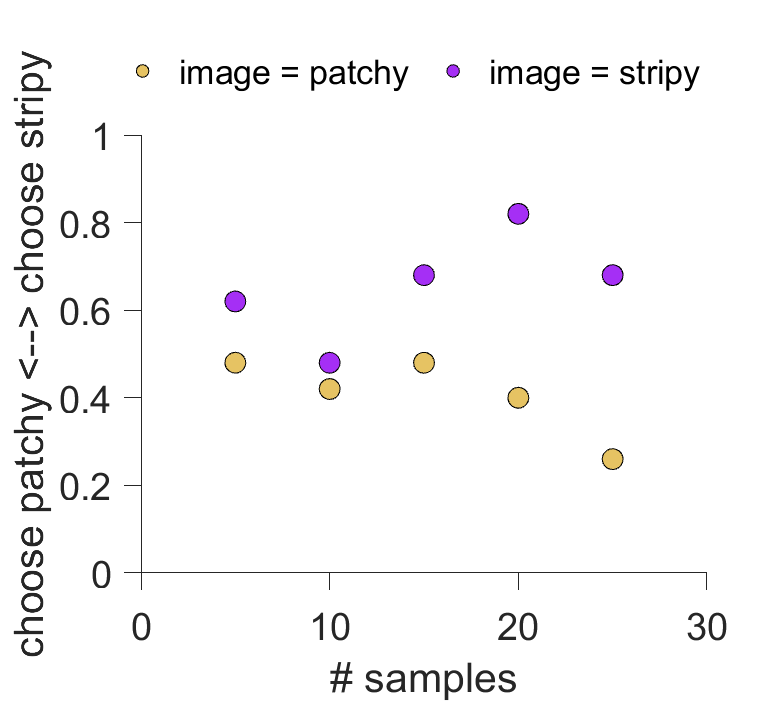 image = patchy
image = stripy
choose patchy <---> choose stripy
1
0.8
0.6
0.4
0.2
0
0
10
20
30
# samples